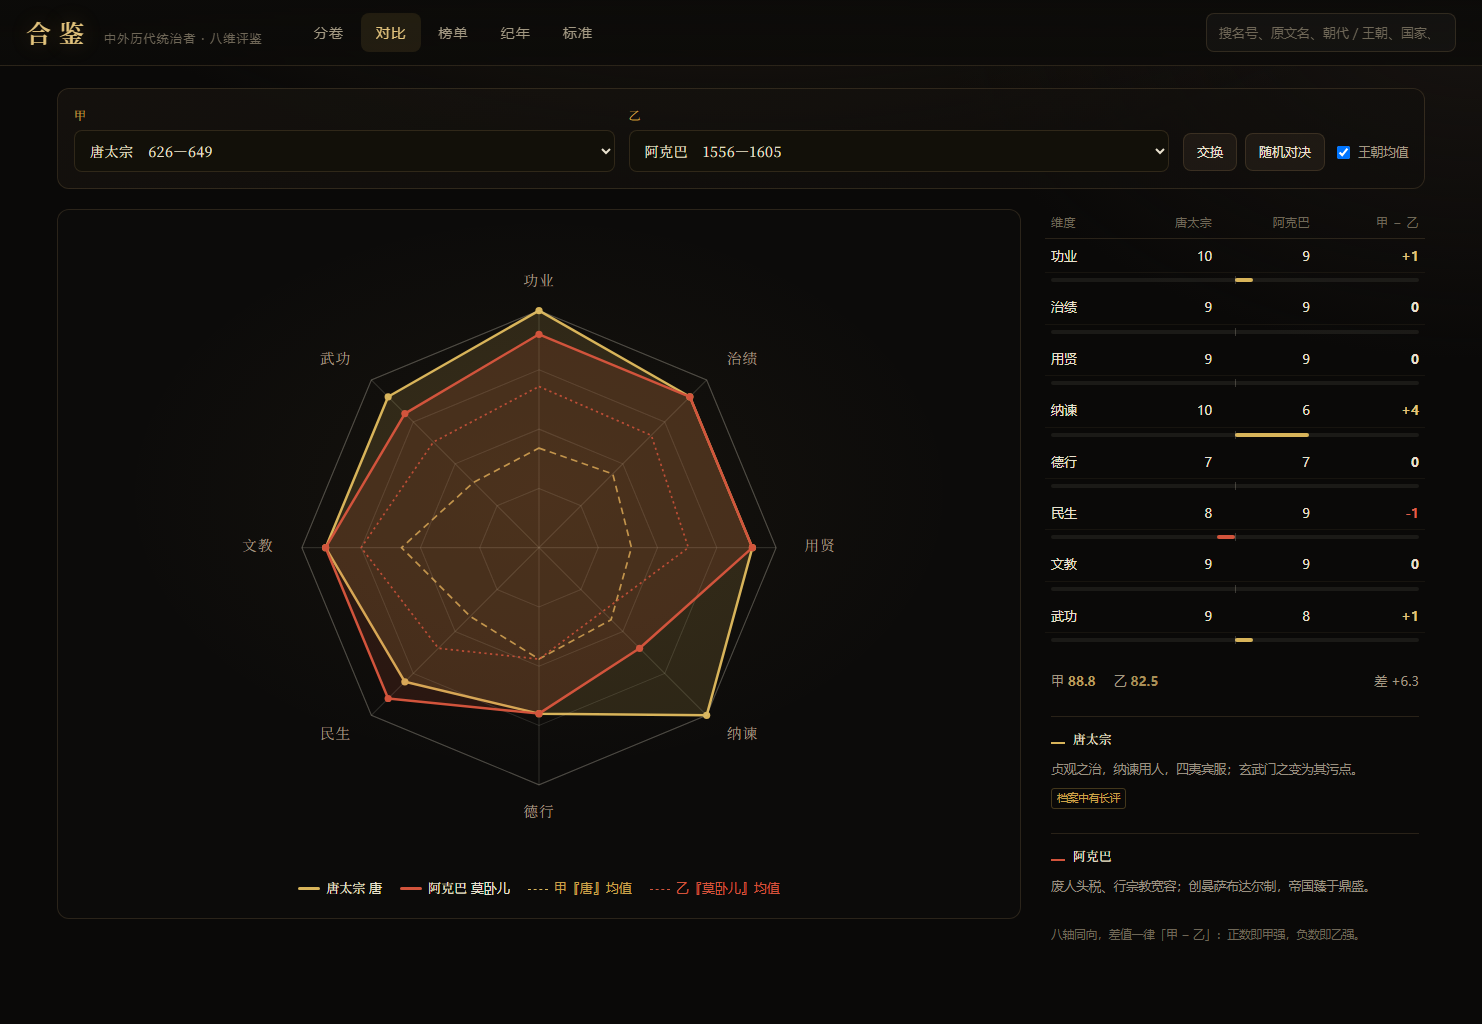 合鉴 中外历代统治者 · 八维评鉴 分卷 对比 榜单 纪年 标准 搜名号、原文名、朝代 / 王朝、国家、
甲 乙
唐太宗 626—649 阿克巴 1556—1605 交换 随机对决 王朝均值
功业
治绩
用贤
纳谏
德行
民生
文教
武功
唐太宗 唐 阿克巴 莫卧儿 甲『唐』均值 乙『莫卧儿』均值
维度 唐太宗 阿克巴 甲 − 乙
功业 10 9 +1
治绩 9 9 0
用贤 9 9 0
纳谏 10 6 +4
德行 7 7 0
民生 8 9 -1
文教 9 9 0
武功 9 8 +1
甲 88.8 乙 82.5 差 +6.3
唐太宗
贞观之治，纳谏用人，四夷宾服；玄武门之变为其污点。
档案中有长评
阿克巴
废人头税、行宗教宽容；创曼萨布达尔制，帝国臻于鼎盛。
八轴同向，差值一律「甲 − 乙」：正数即甲强，负数即乙强。